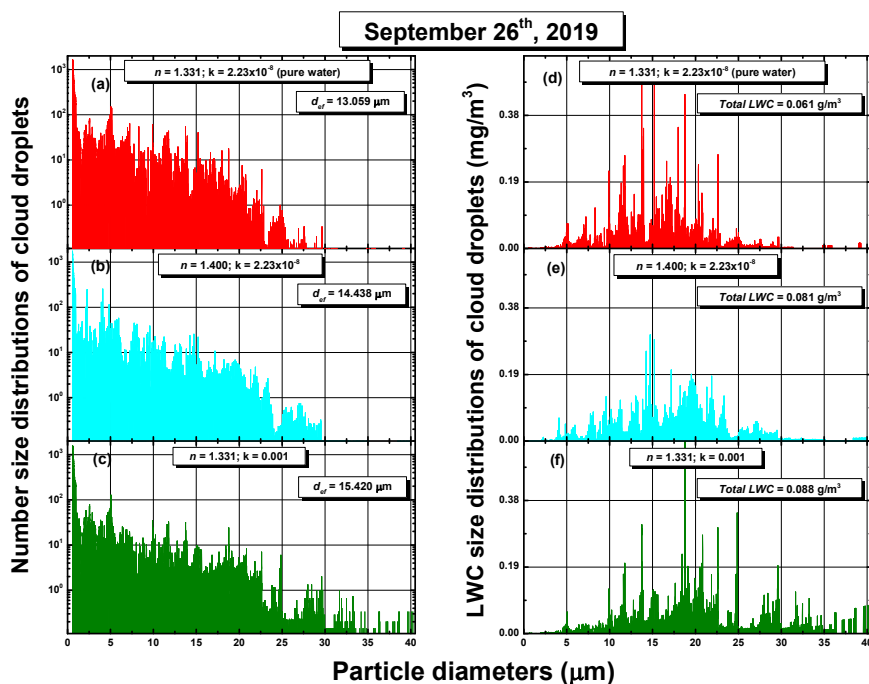 September 26th, 2019
Number size distributions of cloud droplets
(a)
n = 1.331; k = 2.23x10-8 (pure water)
d_ef = 13.059 μm
10³
10²
10¹
10⁰
(b)
n = 1.400; k = 2.23x10-8
d_ef = 14.438 μm
10³
10²
10¹
10⁰
(c)
n = 1.331; k = 0.001
d_ef = 15.420 μm
10³
10²
10¹
10⁰
0 5 10 15 20 25 30 35 40
LWC size distributions of cloud droplets (mg/m³)
(d)
n = 1.331; k = 2.23x10-8 (pure water)
Total LWC = 0.061 g/m³
0.38
0.19
0.00
(e)
n = 1.400; k = 2.23x10-8
Total LWC = 0.081 g/m³
0.38
0.19
0.00
(f)
n = 1.331; k = 0.001
Total LWC = 0.088 g/m³
0.38
0.19
0.00
0 5 10 15 20 25 30 35 40
Particle diameters (μm)